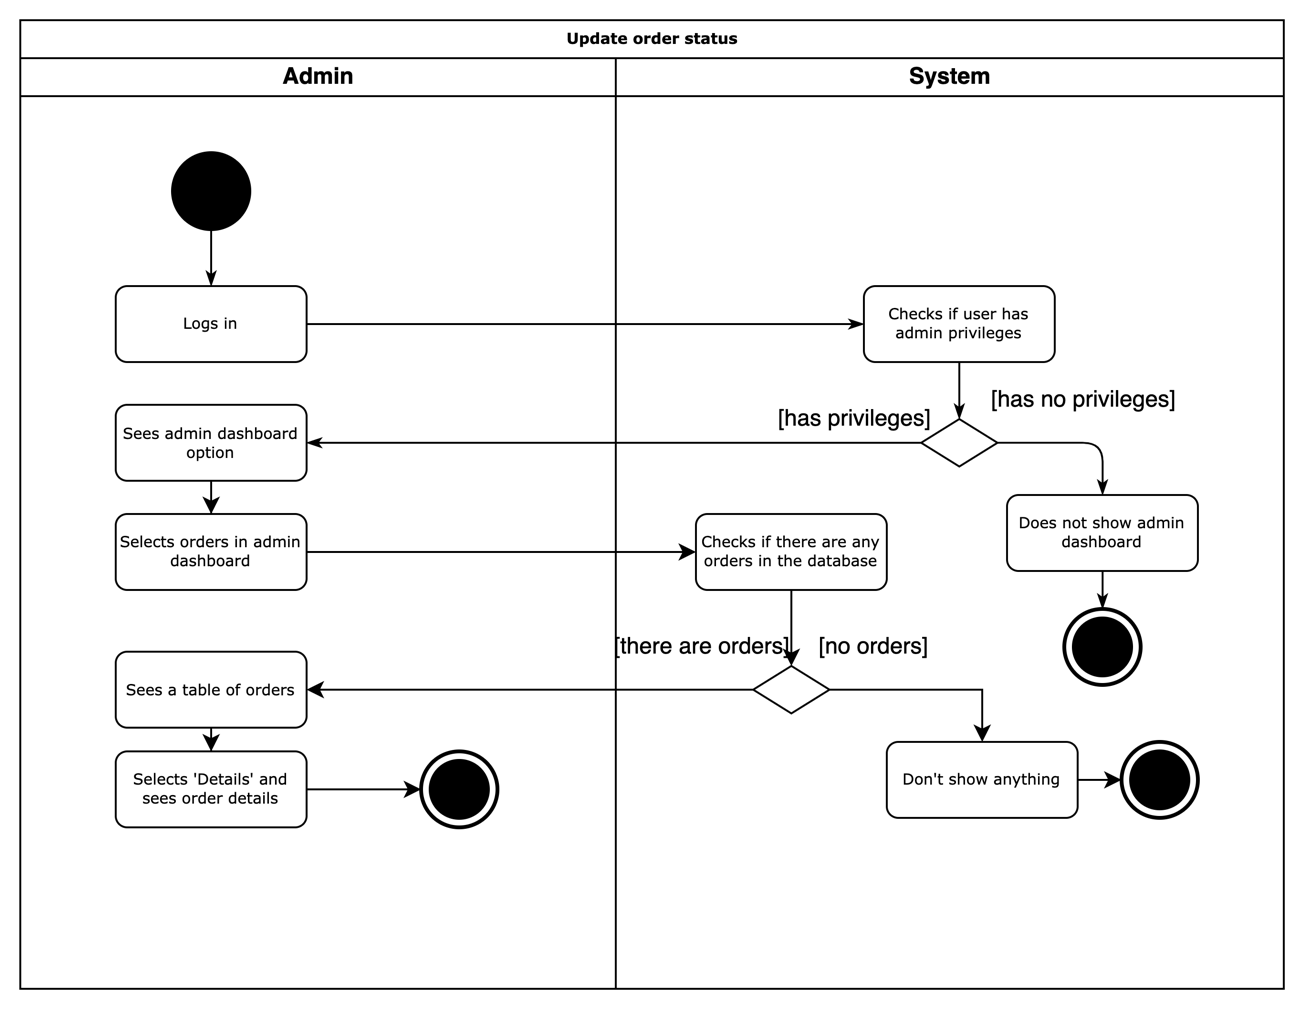 Update order status
Admin
System
Logs in
Checks if user has
admin privileges
[has no privileges]
[has privileges]
Sees admin dashboard
option
Selects orders in admin
dashboard
Checks if there are any
orders in the database
Does not show admin
dashboard
[there are orders]
[no orders]
Sees a table of orders
Selects 'Details' and
sees order details
Don't show anything